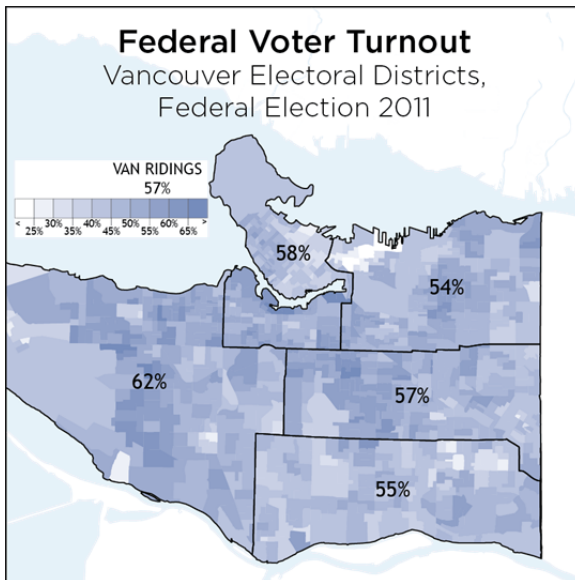 Federal Voter Turnout
Vancouver Electoral Districts,
Federal Election 2011
VAN RIDINGS
57%
< 30% 40% 50% 60% >
25% 35% 45% 55% 65%
58%
54%
62%
57%
55%